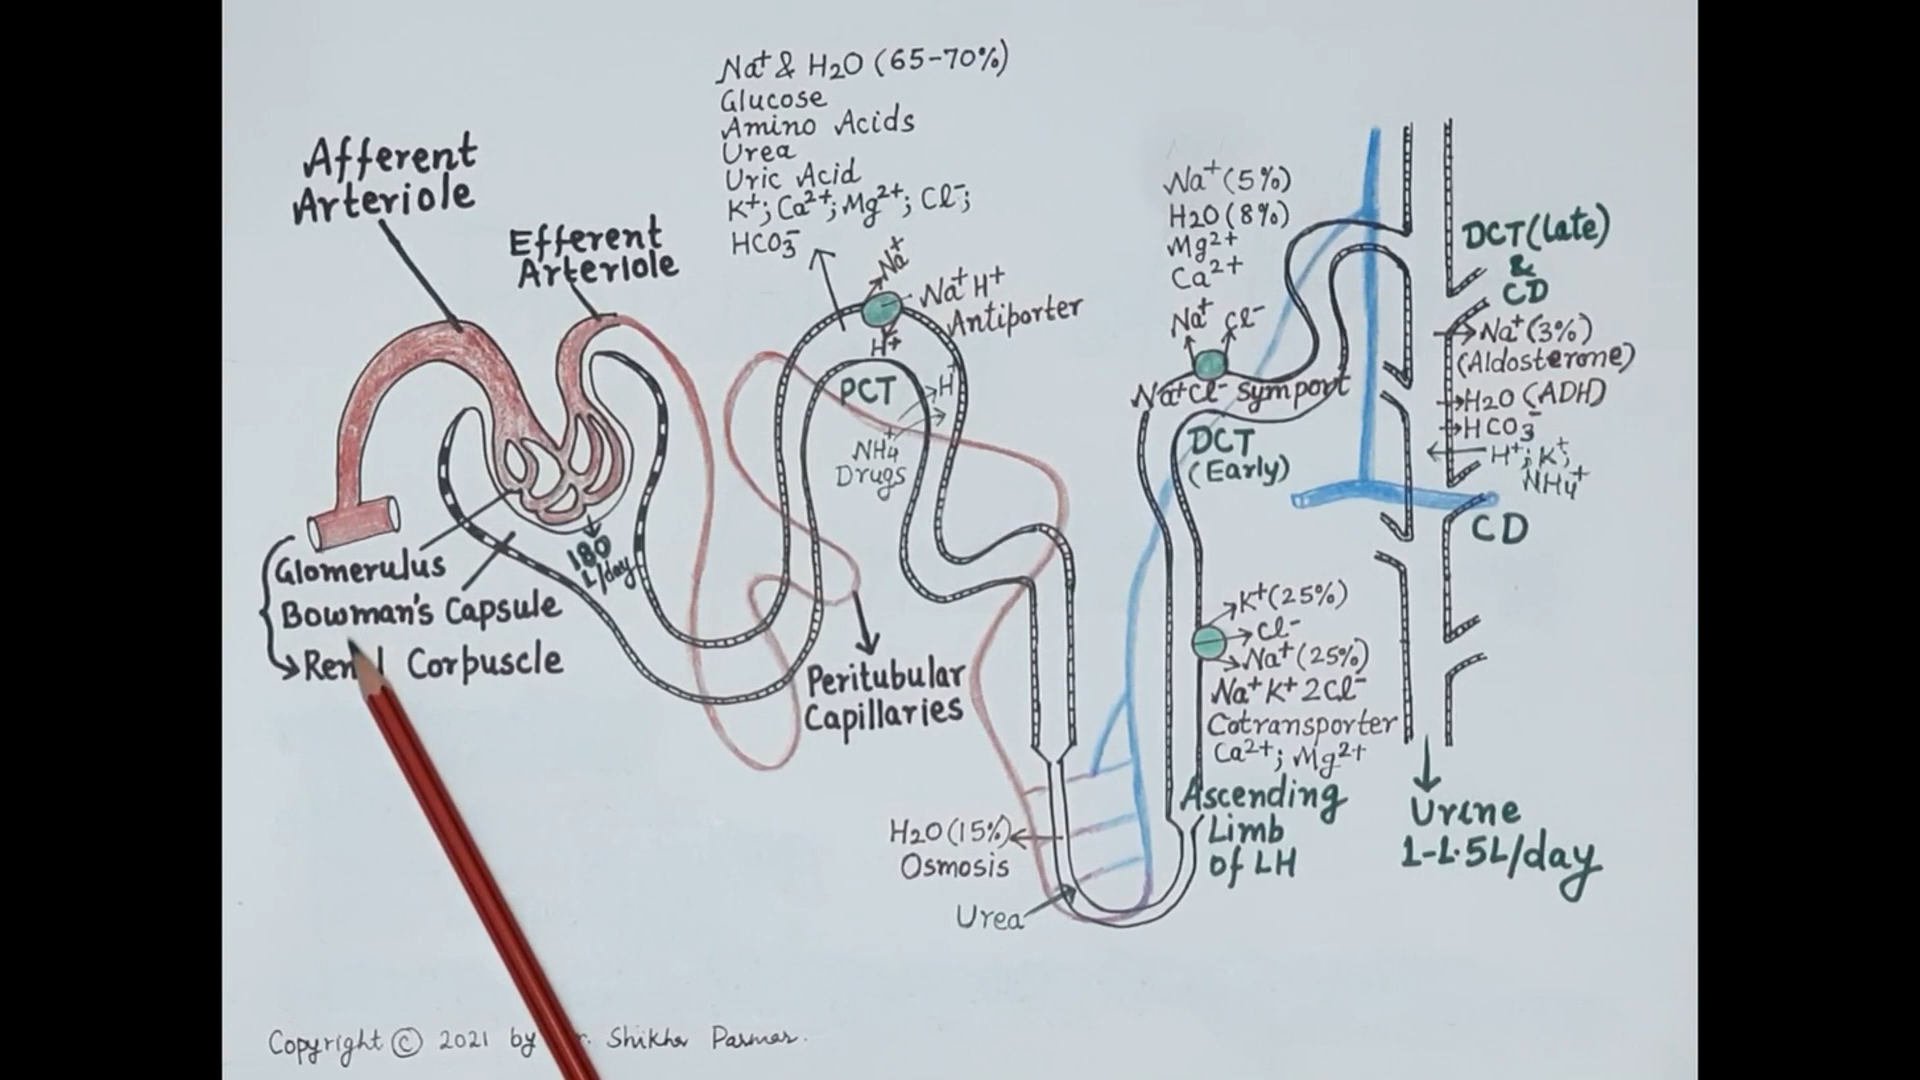 Afferent
Arteriole
Efferent
Arteriole
Na+ & H2O (65-70%)
Glucose
Amino Acids
Urea
Uric Acid
K+; Ca2+; Mg2+; Cl-;
HCO3-
Na+
Na+ H+
Antiporter
H+
PCT
H+
NH4+
Drugs
180
L/day
Glomerulus
Bowman's Capsule
Corpuscle
Peritubular
Capillaries
H2O (15%)
Osmosis
Urea
Na+ (5%)
H2O (8%)
Mg2+
Ca2+
Na+ Cl-
Na+Cl- Symport
DCT
(Early)
K+ (25%)
Cl-
Na+ (25%)
Na+ K+ 2Cl-
Cotransporter
Ca2+; Mg2+
Ascending
Limb
of LH
DCT (late)
&
CD
Na+ (3%)
(Aldosterone)
H2O (ADH)
HCO3-
H+; K+;
NH4+
CD
Urine
1-1.5L/day
Copyright © 2021 by Shikha Parmar.